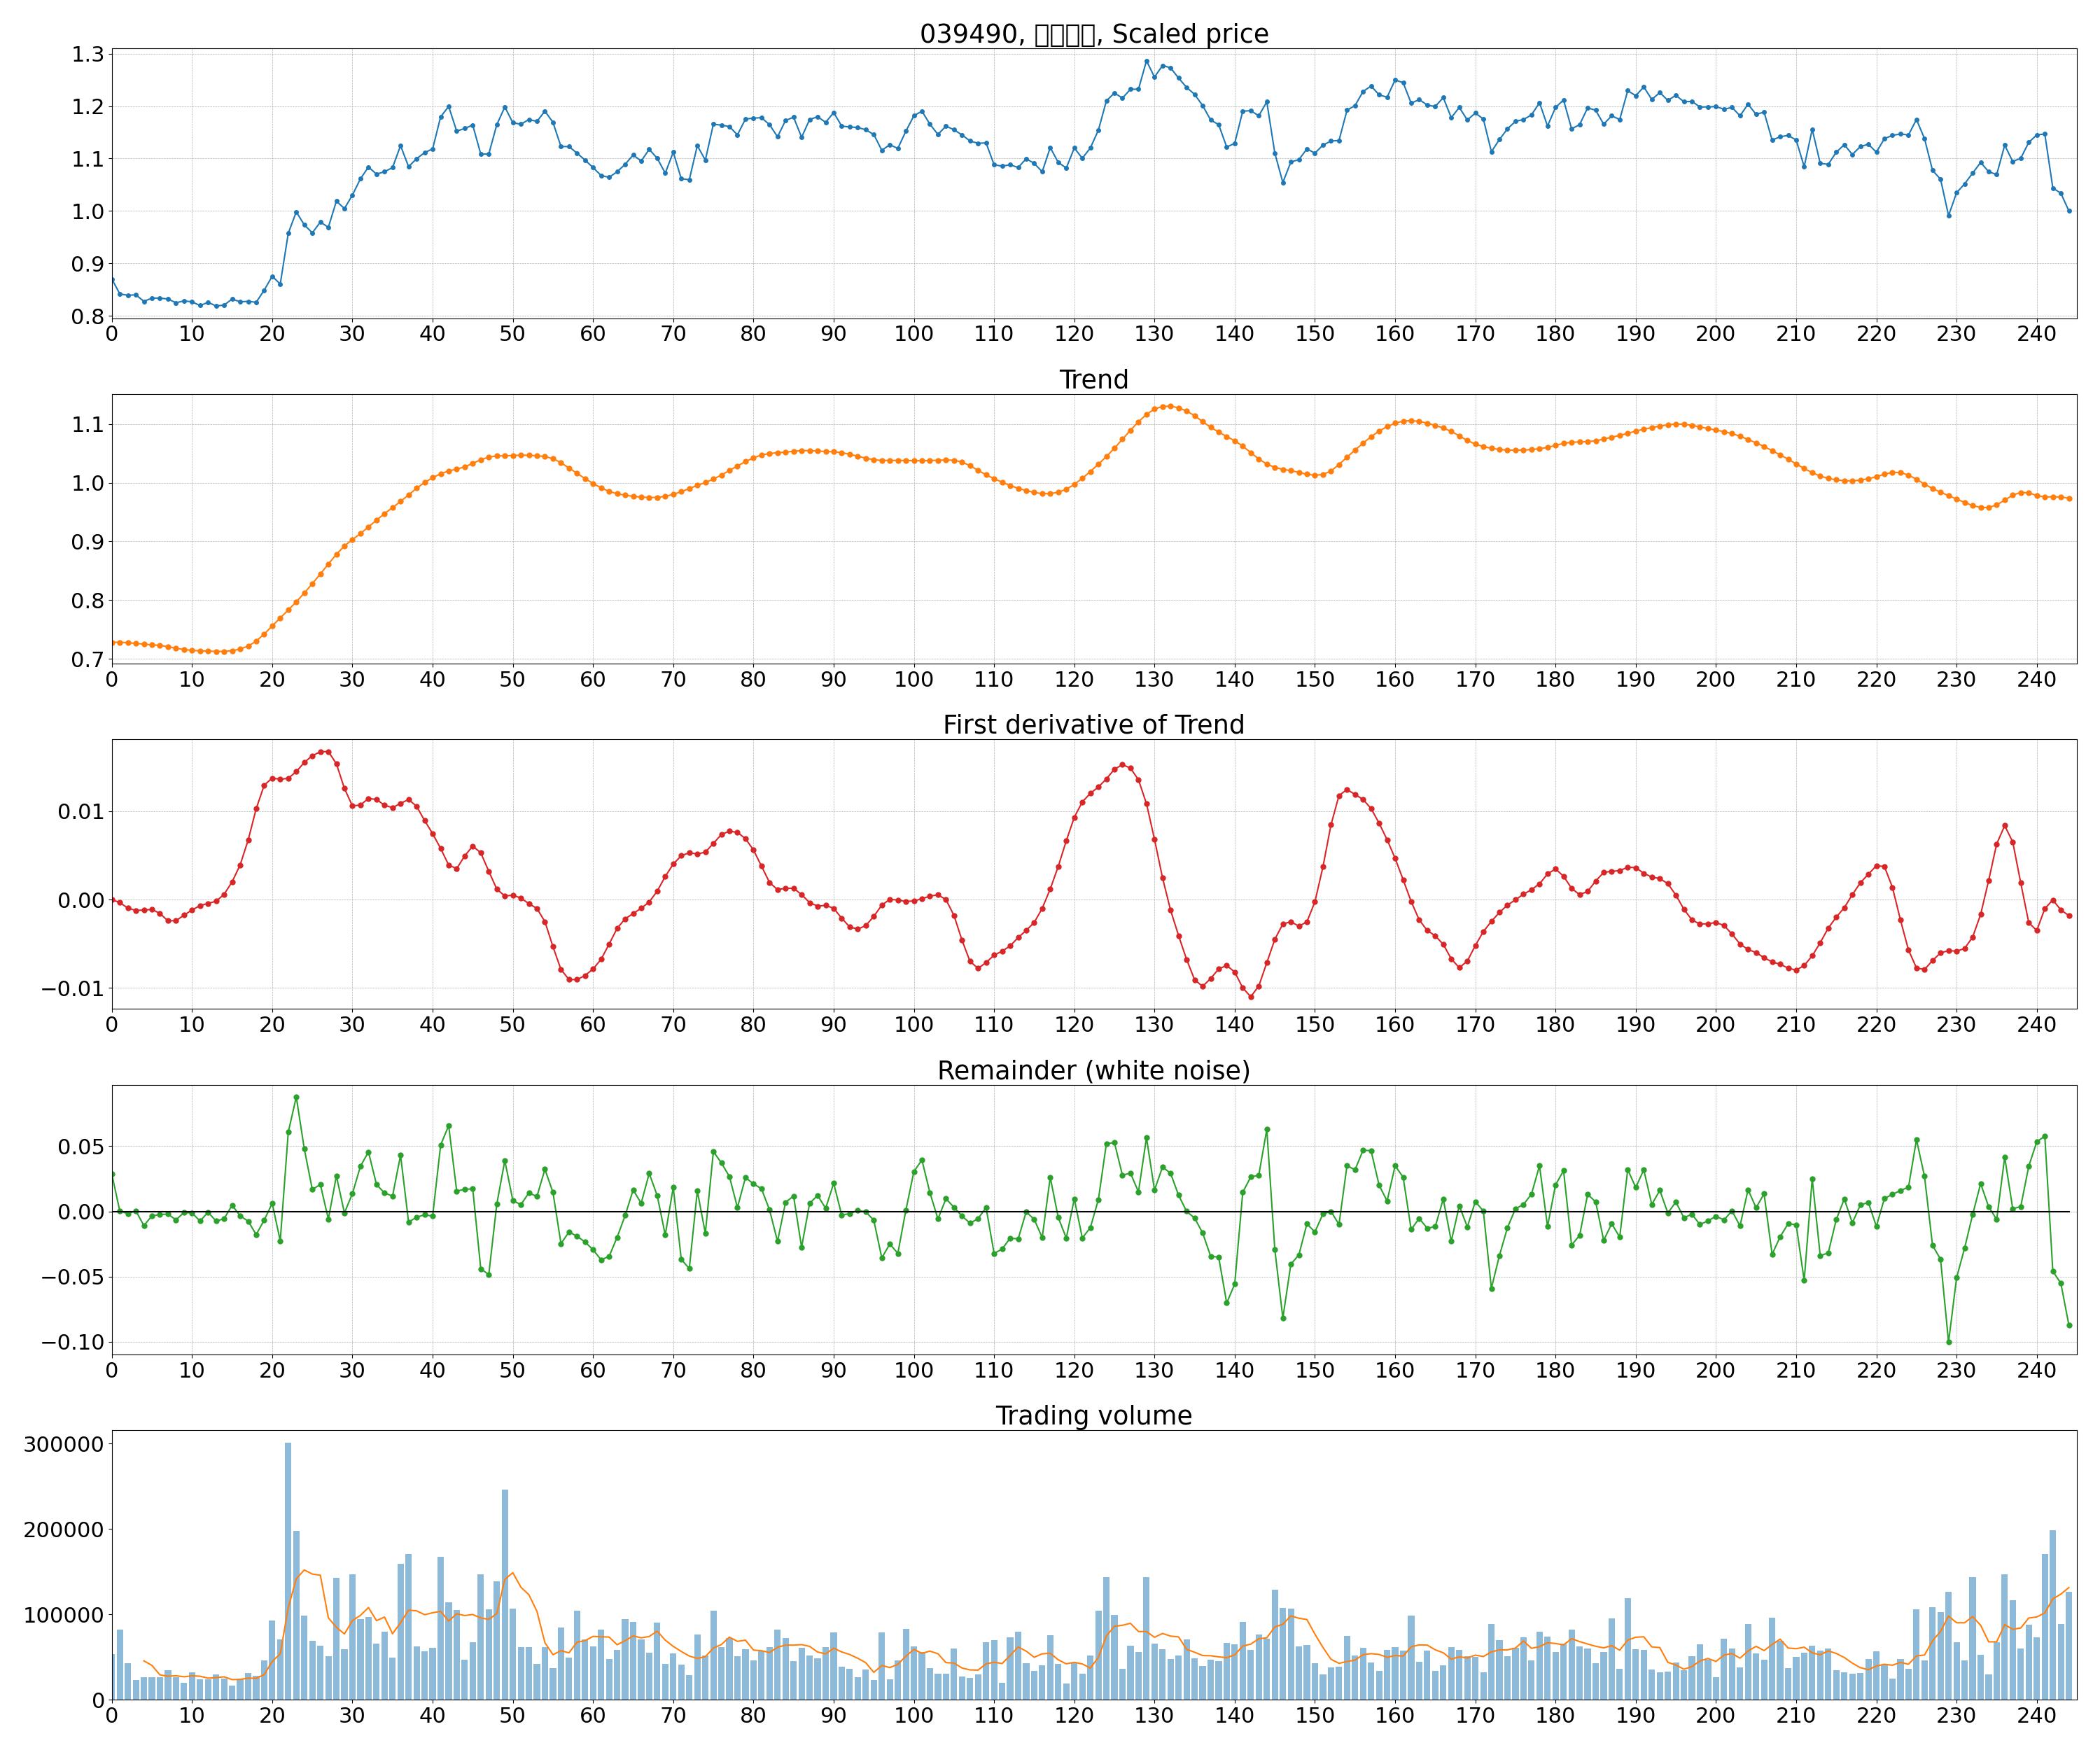 039490, □□□□, Scaled price
1.3
1.2
1.1
1.0
0.9
0.8
0 10 20 30 40 50 60 70 80 90 100 110 120 130 140 150 160 170 180 190 200 210 220 230 240
Trend
1.1
1.0
0.9
0.8
0.7
0 10 20 30 40 50 60 70 80 90 100 110 120 130 140 150 160 170 180 190 200 210 220 230 240
First derivative of Trend
0.01
0.00
−0.01
0 10 20 30 40 50 60 70 80 90 100 110 120 130 140 150 160 170 180 190 200 210 220 230 240
Remainder (white noise)
0.05
0.00
−0.05
−0.10
0 10 20 30 40 50 60 70 80 90 100 110 120 130 140 150 160 170 180 190 200 210 220 230 240
Trading volume
300000
200000
100000
0
0 10 20 30 40 50 60 70 80 90 100 110 120 130 140 150 160 170 180 190 200 210 220 230 240